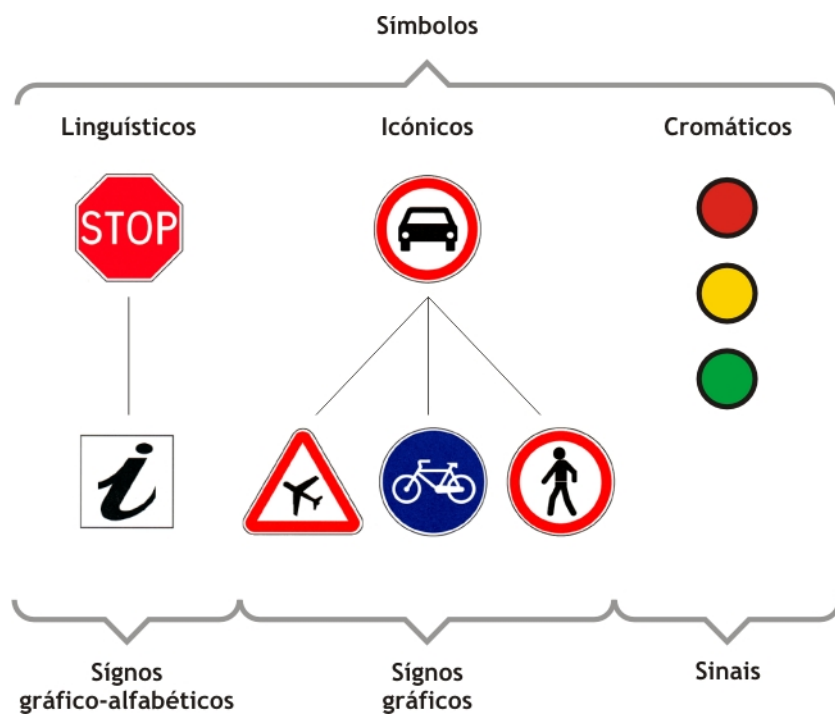 Símbolos
Linguísticos Icónicos Cromáticos
STOP
i
Sígnos
gráfico-alfabéticos
Sígnos
gráficos
Sinais